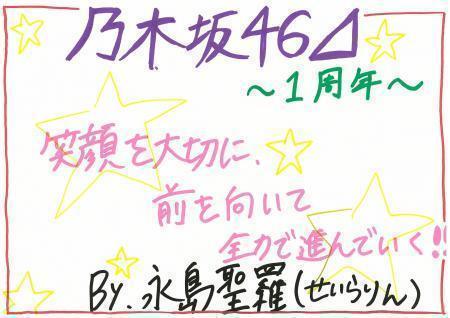 乃木坂46⊿
～1周年～
笑顔を大切に、
前を向いて
全力で進んでいく!!
By.永島聖羅(せいらりん)